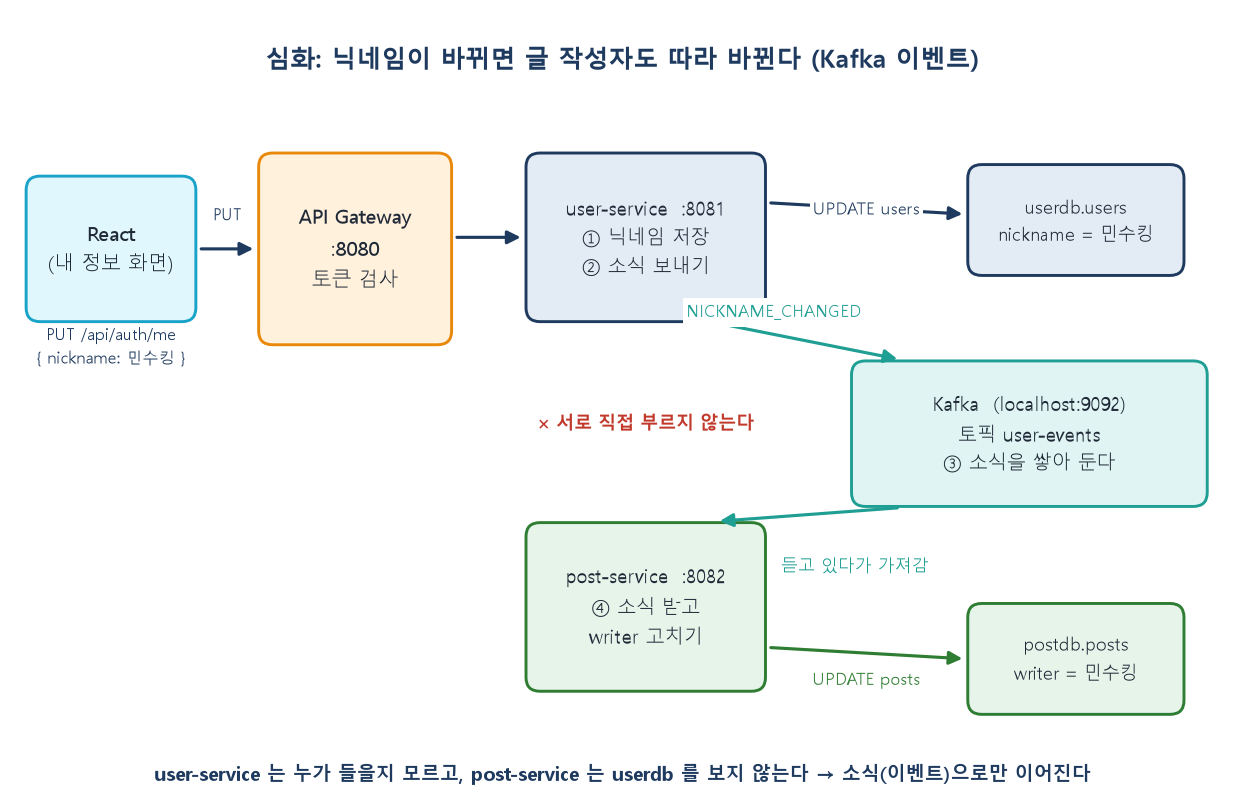 심화: 닉네임이 바뀌면 글 작성자도 따라 바뀐다 (Kafka 이벤트)
React
(내 정보 화면)
PUT /api/auth/me
{ nickname: 민수킹 }
PUT
API Gateway
:8080
토큰 검사
user-service :8081
① 닉네임 저장
② 소식 보내기
UPDATE users
userdb.users
nickname = 민수킹
NICKNAME_CHANGED
Kafka (localhost:9092)
토픽 user-events
③ 소식을 쌓아 둔다
× 서로 직접 부르지 않는다
듣고 있다가 가져감
post-service :8082
④ 소식 받고
writer 고치기
UPDATE posts
postdb.posts
writer = 민수킹
user-service 는 누가 들을지 모르고, post-service 는 userdb 를 보지 않는다 → 소식(이벤트)으로만 이어진다